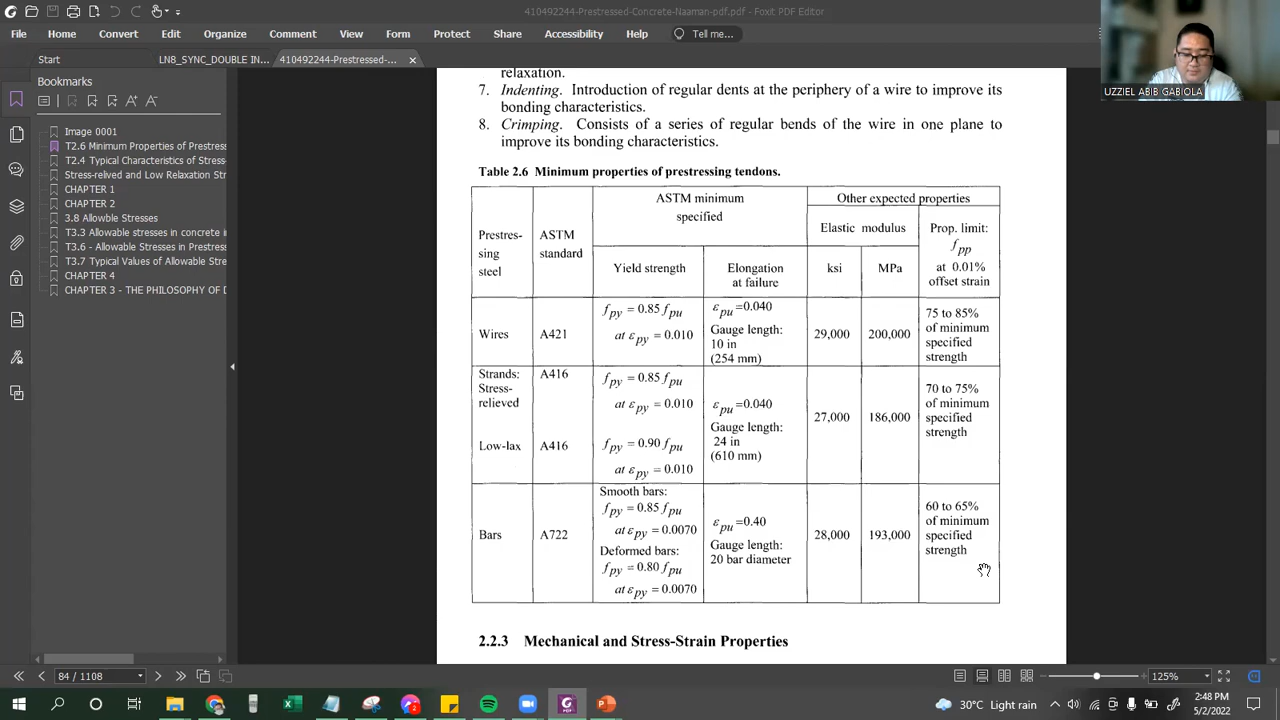 410492244-Prestressed-Concrete-Naaman-pdf.pdf - Foxit PDF Editor
File Home Convert Edit Organize Comment View Form Protect Share Accessibility Help Tell me...
Start LN8_SYNC_DOUBLE IN... 410492244-Prestressed-...
UZZIEL ABIB GABIOLA
Bookmarks
Image 0001
T2.6 Minimum Properties of Prestress
T2.4 Typical Characteristics of Stress-
Stress-relved and Low Relaxation Str
CHAPTER 1
CHAPTER 2
3.8 Allowble Stresses
T3.3 Allowable stresses in concrete i
T3.6 - Allowable Stresses in Prestress
T3.7 Typical Values of Allowable Stre
CHAPTER 4
CHAPTER 3 - THE PHILOSOPHY OF D
relaxation.
7. Indenting. Introduction of regular dents at the periphery of a wire to improve its
bonding characteristics.
8. Crimping. Consists of a series of regular bends of the wire in one plane to
improve its bonding characteristics.
Table 2.6 Minimum properties of prestressing tendons.
Prestres-
sing
steel
ASTM
standard
ASTM minimum
specified
Yield strength
Elongation
at failure
Other expected properties
Elastic modulus
ksi MPa
Prop. limit:
fpp
at 0.01%
offset strain
Wires
A421
fpy = 0.85 fpu
at εpy = 0.010
εpu =0.040
Gauge length:
10 in
(254 mm)
29,000
200,000
75 to 85%
of minimum
specified
strength
Strands:
Stress-
relieved
A416
fpy = 0.85 fpu
at εpy = 0.010
Low-lax
A416
fpy = 0.90 fpu
at εpy = 0.010
εpu =0.040
Gauge length:
24 in
(610 mm)
27,000
186,000
70 to 75%
of minimum
specified
strength
Bars
A722
Smooth bars:
fpy = 0.85 fpu
at εpy = 0.0070
Deformed bars:
fpy = 0.80 fpu
at εpy = 0.0070
εpu =0.40
Gauge length:
20 bar diameter
28,000
193,000
60 to 65%
of minimum
specified
strength
2.2.3 Mechanical and Stress-Strain Properties
84 / 1108
125%
30°C Light rain
2:48 PM
5/2/2022